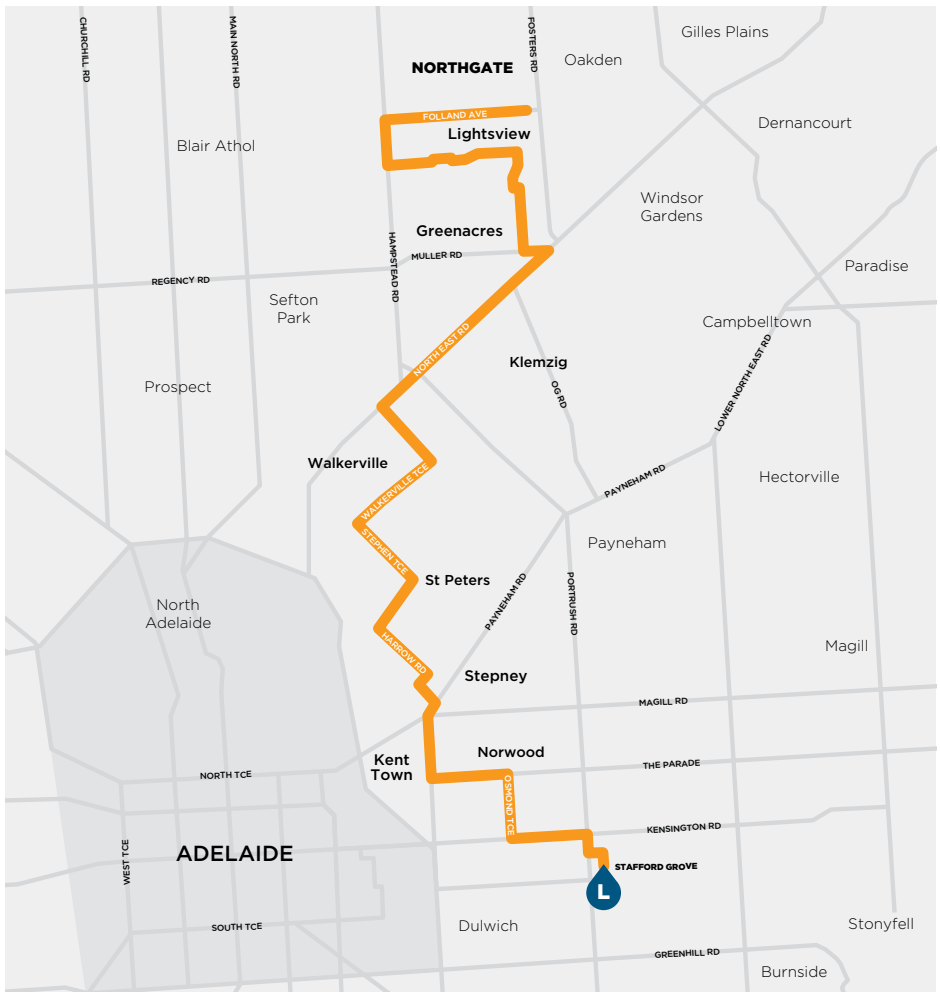 Gilles Plains
CHURCHILL RD
MAIN NORTH RD
FOSTERS RD
NORTHGATE
Oakden
FOLLAND AVE
Dernancourt
Lightsview
Blair Athol
Windsor
Gardens
Greenacres
HAMPSTEAD RD
MULLER RD
Paradise
REGENCY RD
Sefton
Park
Campbelltown
NORTH EAST RD
LOWER NORTH EAST RD
Klemzig
Prospect
OG RD
Walkerville
WALKERVILLE TCE
PAYNEHAM RD
Hectorville
STEPHEN TCE
Payneham
St Peters
PAYNEHAM RD
PORTRUSH RD
North
Adelaide
HARROW RD
Magill
Stepney
MAGILL RD
Norwood
Kent
Town
THE PARADE
NORTH TCE
OSMOND TCE
KENSINGTON RD
WEST TCE
ADELAIDE
STAFFORD GROVE
L
SOUTH TCE
Dulwich
Stonyfell
GREENHILL RD
Burnside